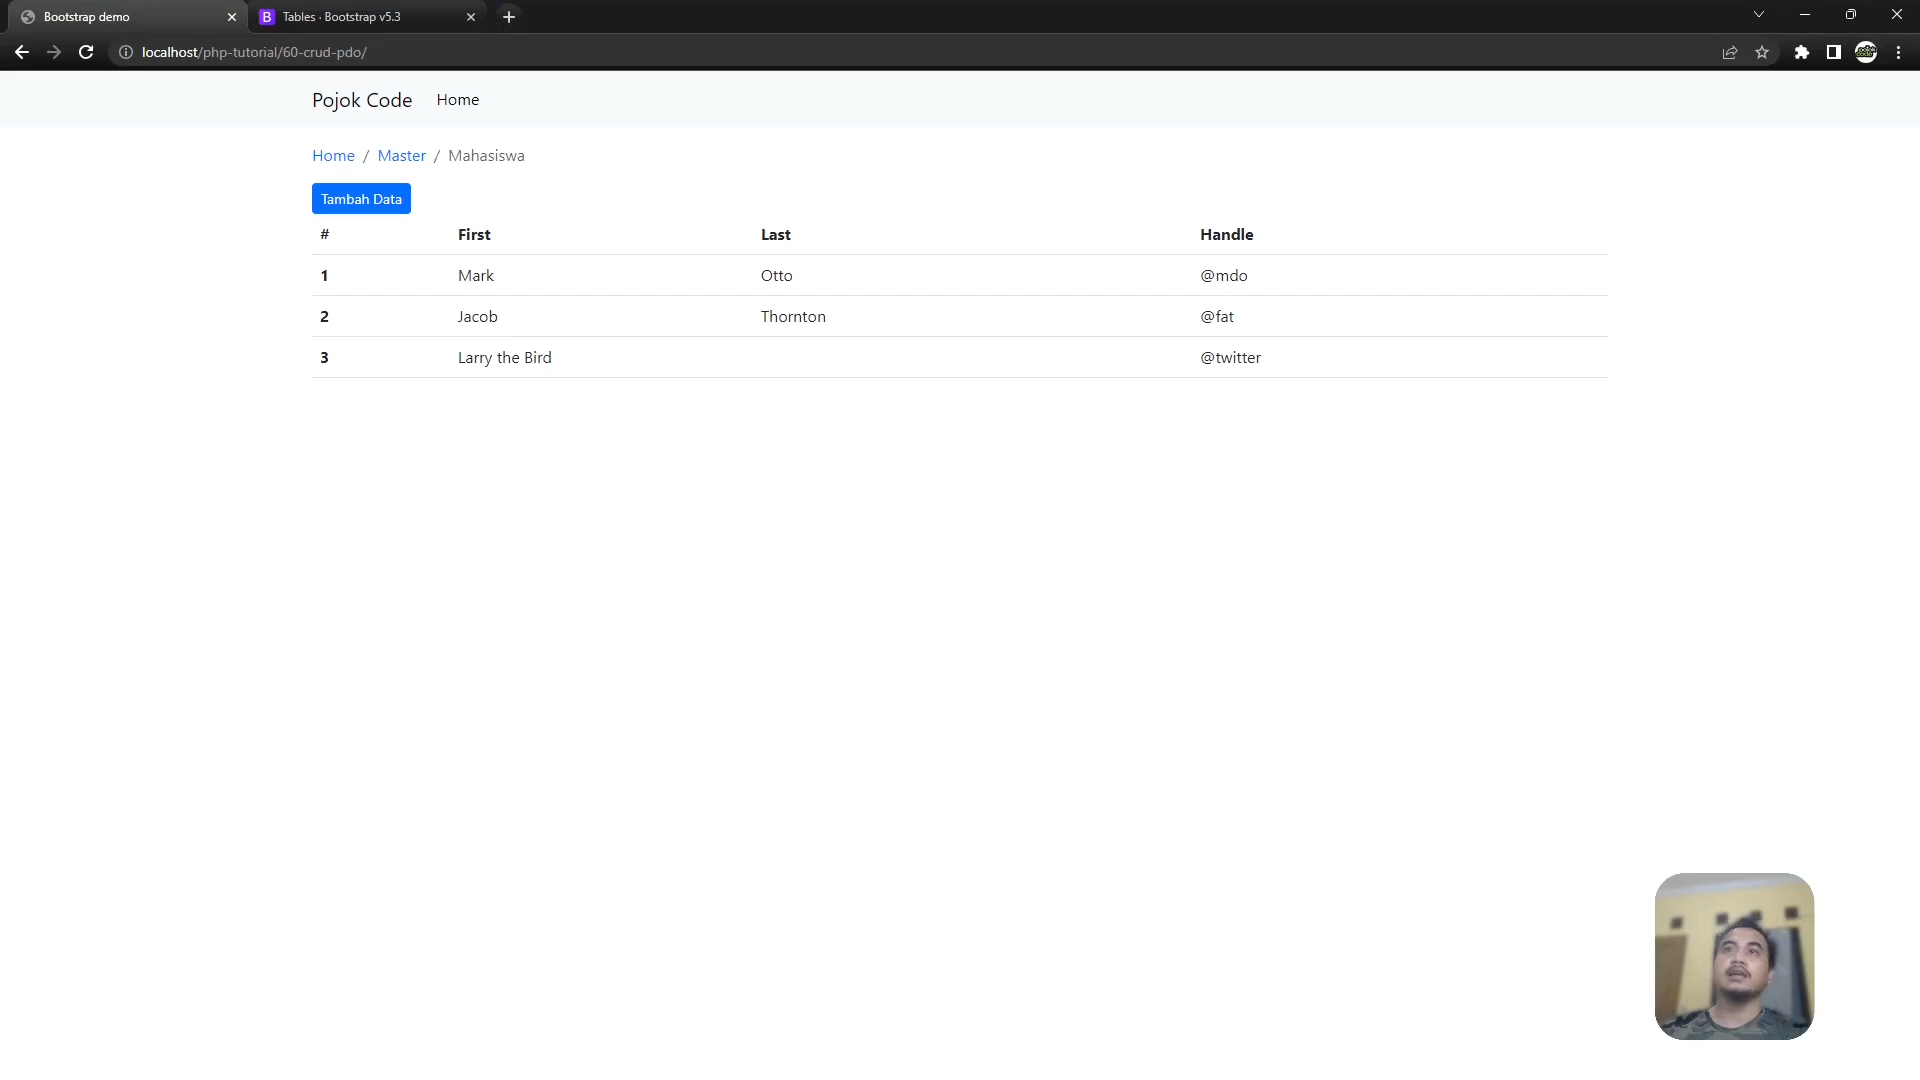 Bootstrap demo
Tables · Bootstrap v5.3
localhost/php-tutorial/60-crud-pdo/
Pojok Code Home
Home / Master / Mahasiswa
Tambah Data
# First Last Handle
1 Mark Otto @mdo
2 Jacob Thornton @fat
3 Larry the Bird @twitter